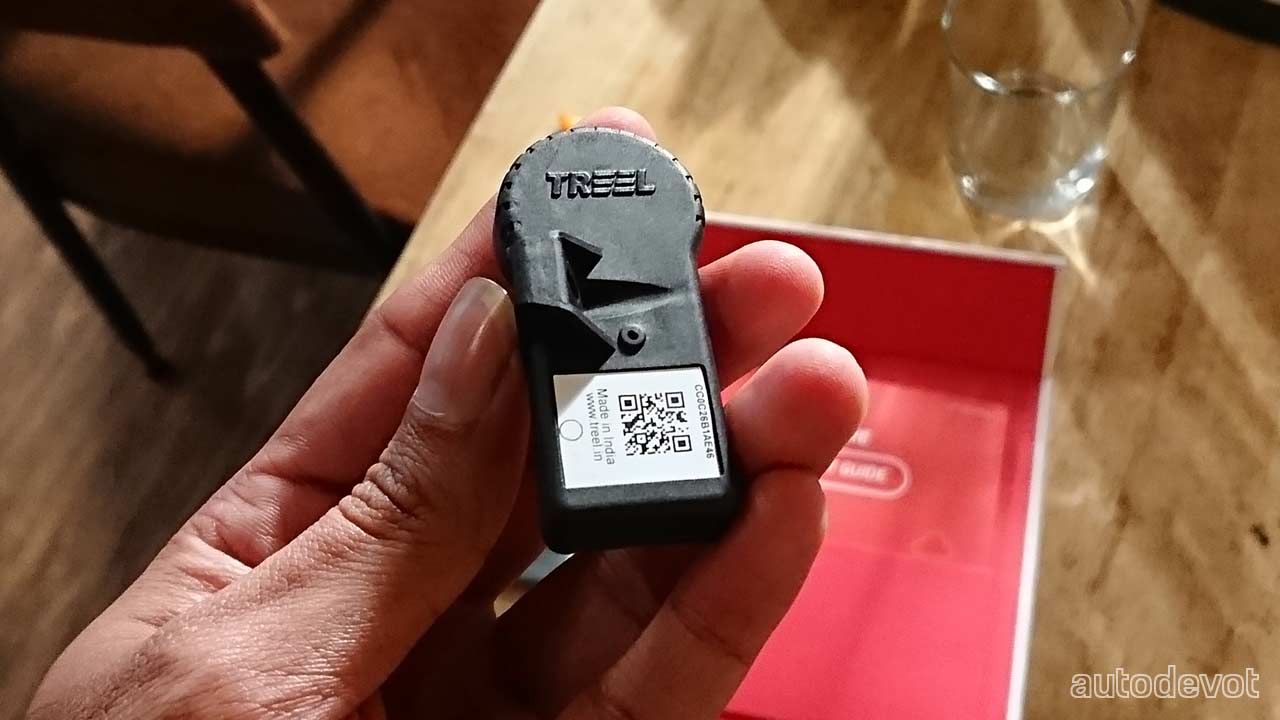 TREEL
CC0C26B1AE46
Made in India
www.treel.in
GUIDE
autodevot